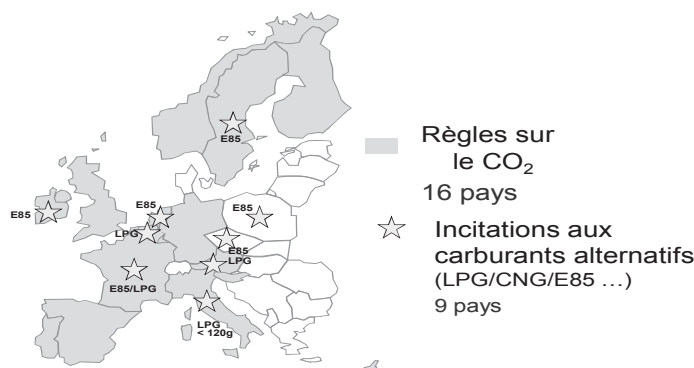 E85
E85
E85
E85
LPG
E85
LPG
E85/LPG
LPG
< 120g
Règles sur
le CO2
16 pays
Incitations aux
carburants alternatifs
(LPG/CNG/E85 …)
9 pays